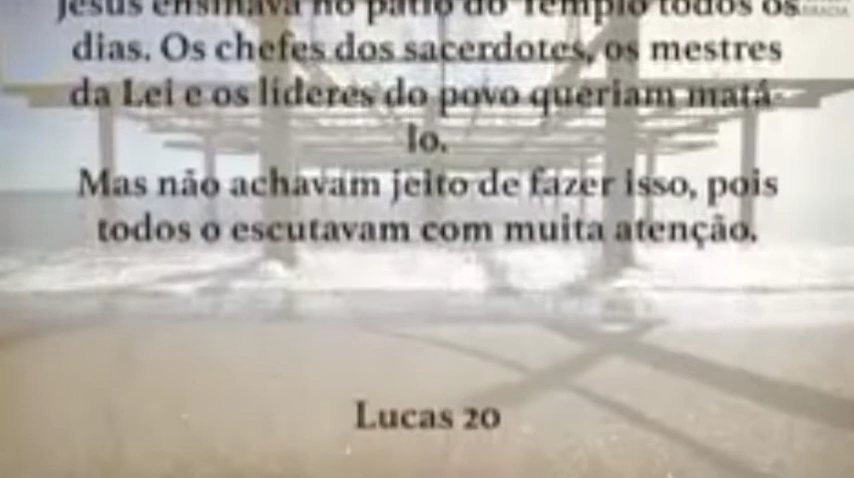 Jesus ensinava no pátio do Templo todos os
dias. Os chefes dos sacerdotes, os mestres
da Lei e os líderes do povo queriam matá-
lo.
Mas não achavam jeito de fazer isso, pois
todos o escutavam com muita atenção.
Lucas 20